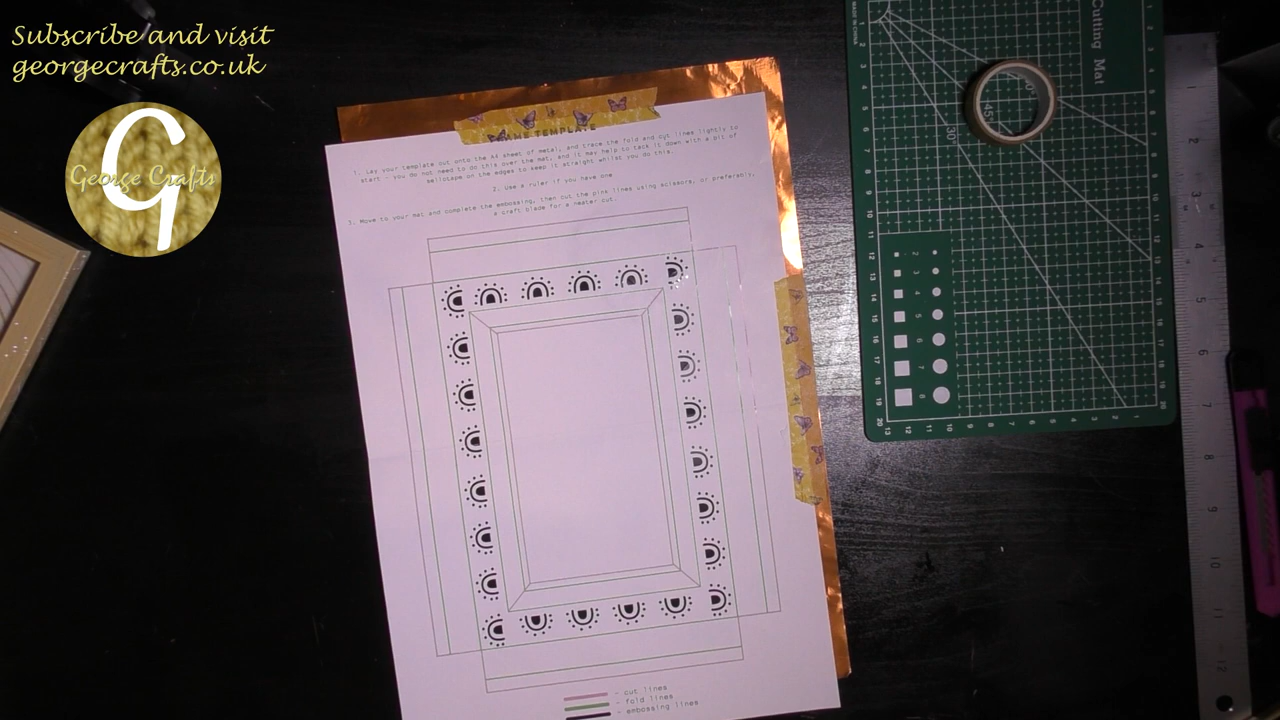 Subscribe and visit
georgecrafts.co.uk
G
George Crafts
FRAME TEMPLATE
1. Lay your template out onto the A4 sheet of metal, and trace the fold and cut lines lightly to
start - you do not need to do this over the mat, and it may help to tack it down with a bit of
sellotape on the edges to keep it straight whilst you do this.
2. Use a ruler if you have one
3. Move to your mat and complete the embossing, then cut the pink lines using scissors, or preferably,
a craft blade for a neater cut.
- cut lines
- fold lines
- embossing lines
Cutting Mat
MADE IN CHINA